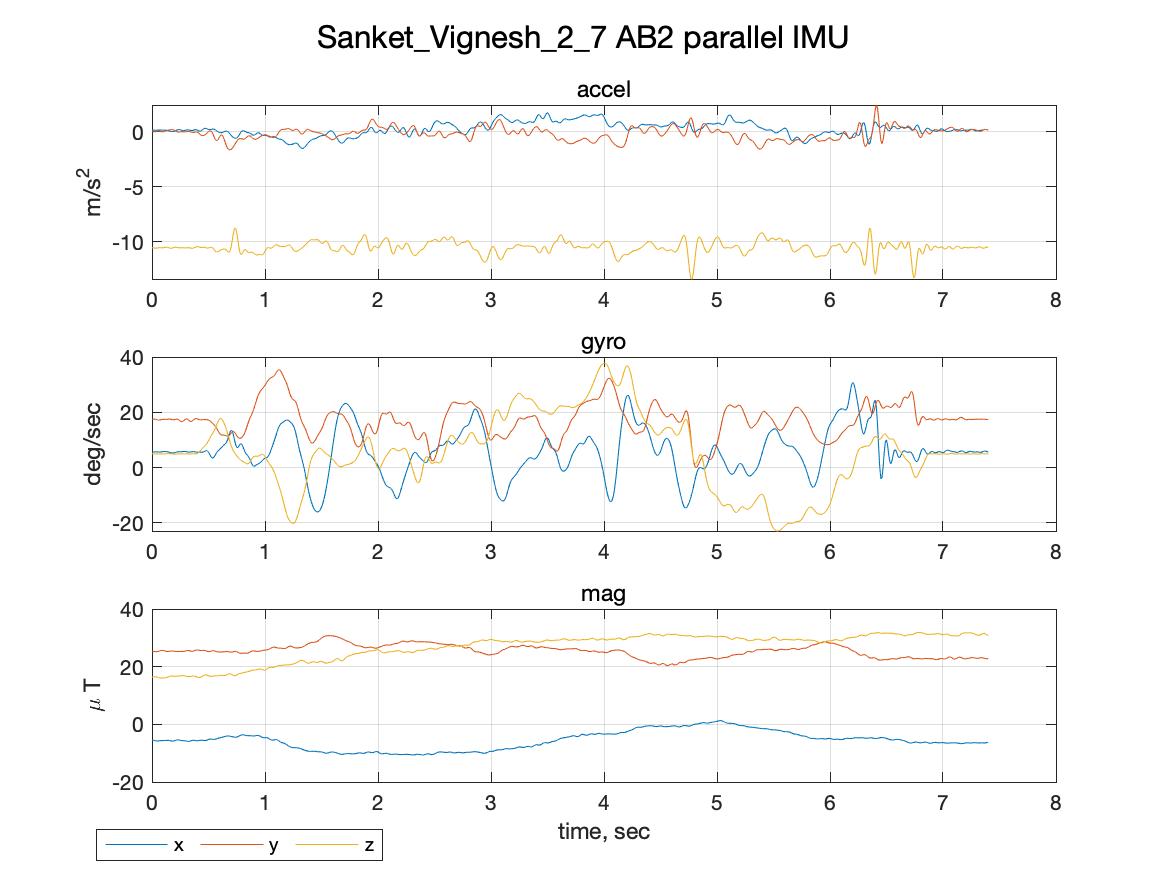 Sanket_Vignesh_2_7 AB2 parallel IMU
accel
m/s2
0
-5
-10
0 1 2 3 4 5 6 7 8
gyro
deg/sec
40
20
0
-20
0 1 2 3 4 5 6 7 8
mag
μ T
40
20
0
-20
0 1 2 3 4 5 6 7 8
time, sec
x y z